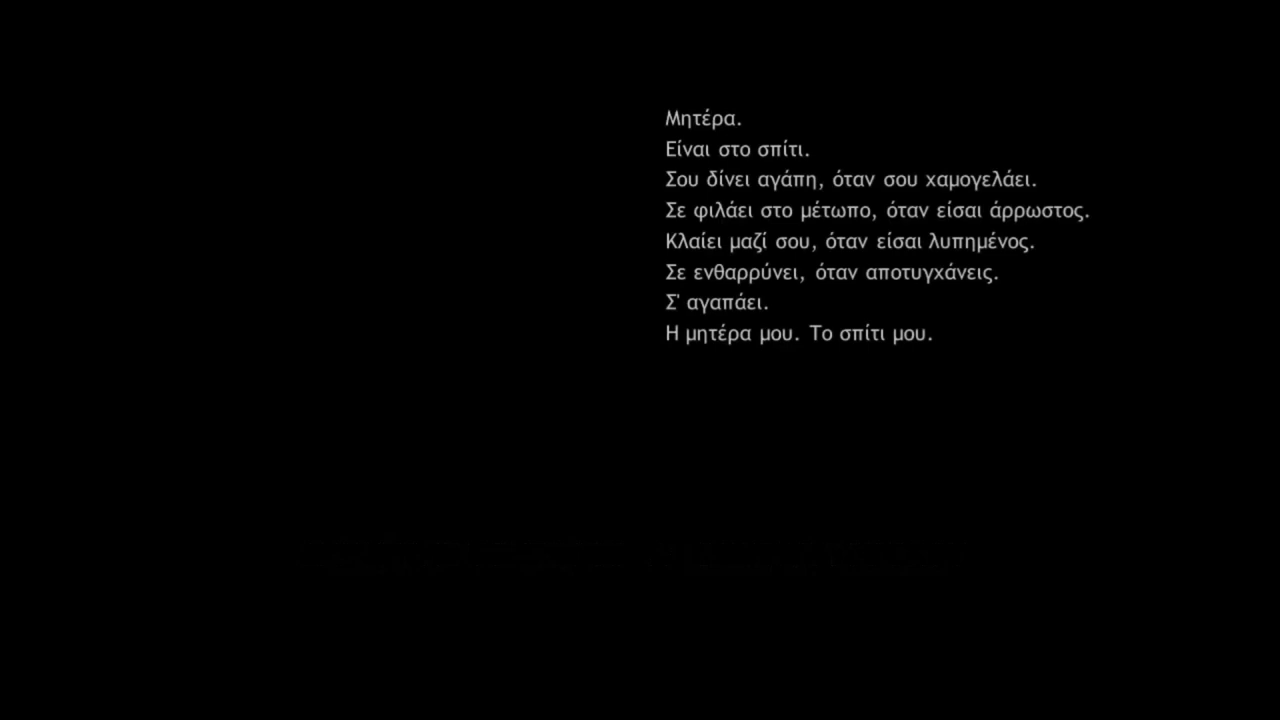 Μητέρα.
Είναι στο σπίτι.
Σου δίνει αγάπη, όταν σου χαμογελάει.
Σε φιλάει στο μέτωπο, όταν είσαι άρρωστος.
Κλαίει μαζί σου, όταν είσαι λυπημένος.
Σε ενθαρρύνει, όταν αποτυγχάνεις.
Σ' αγαπάει.
Η μητέρα μου. Το σπίτι μου.